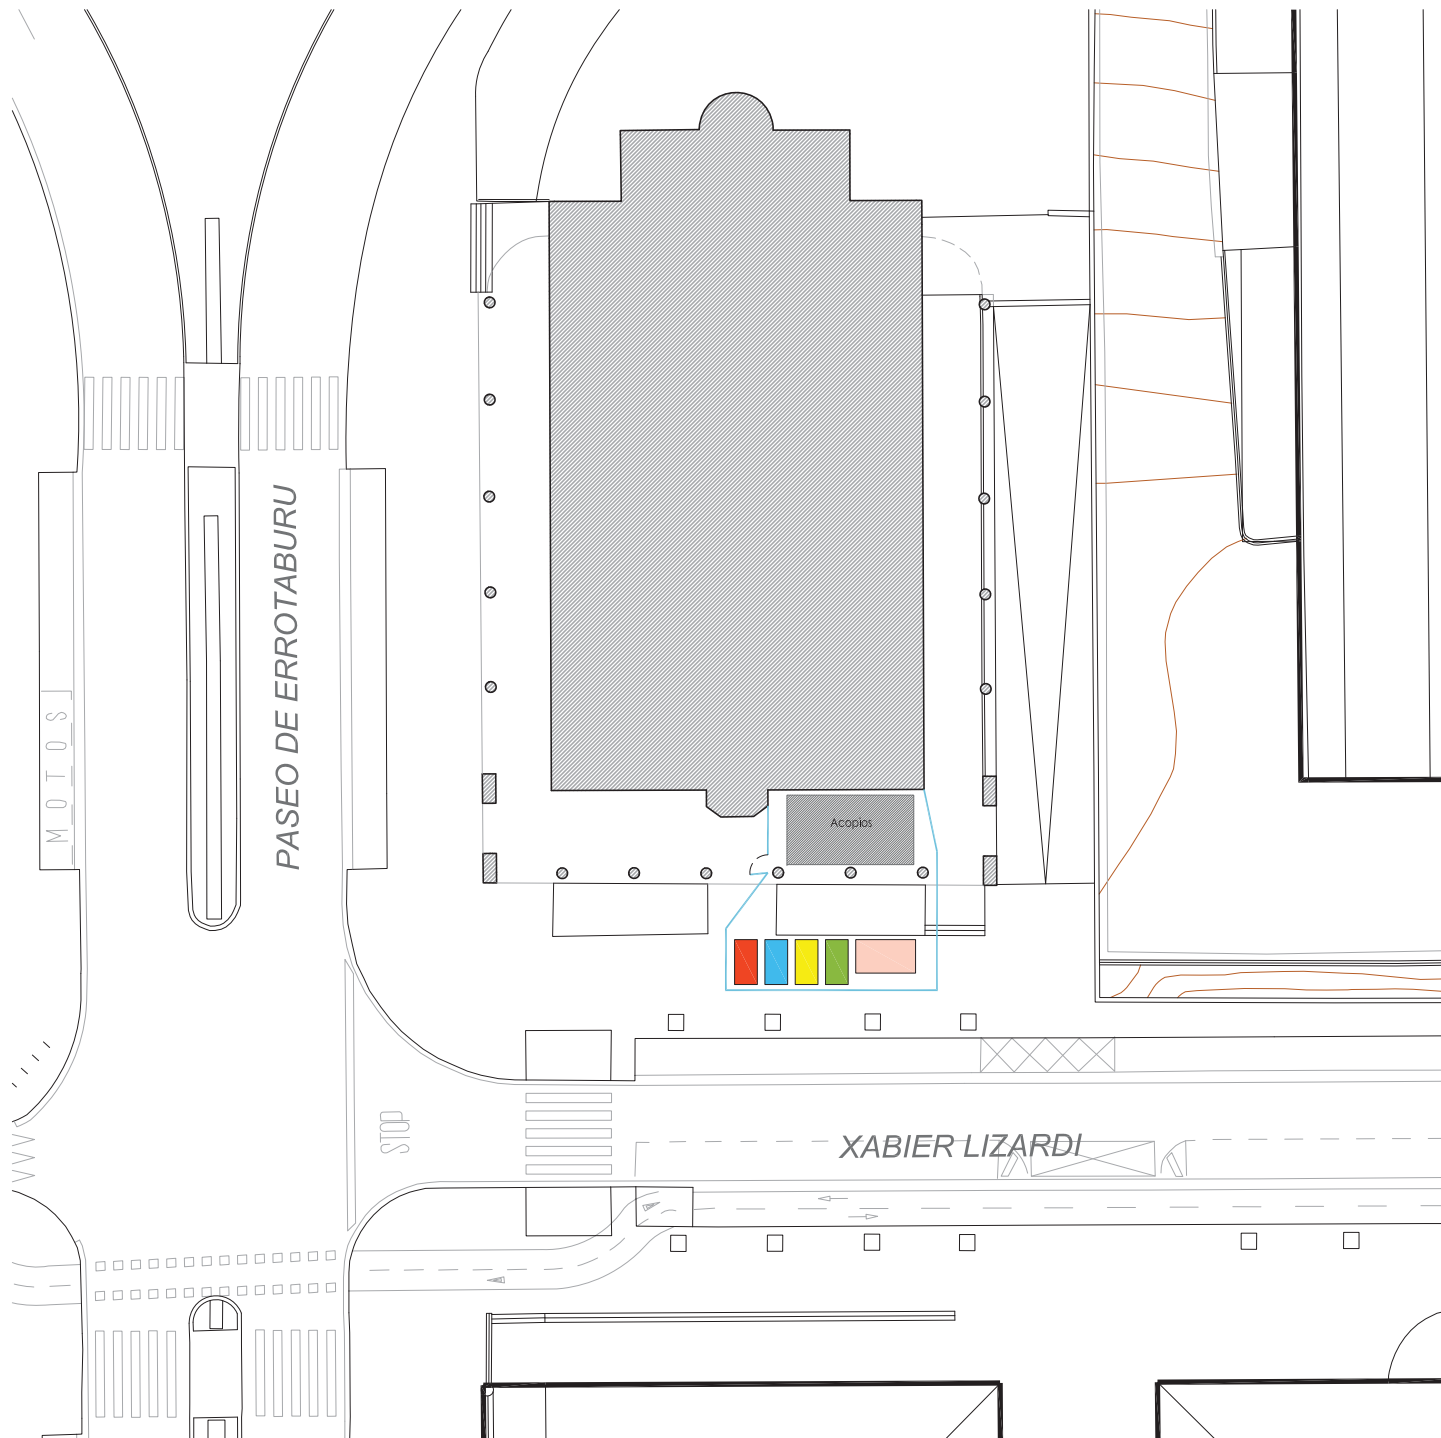 PASEO DE ERROTABURU
MOTOS
Acopios
STOP
XABIER LIZARDI